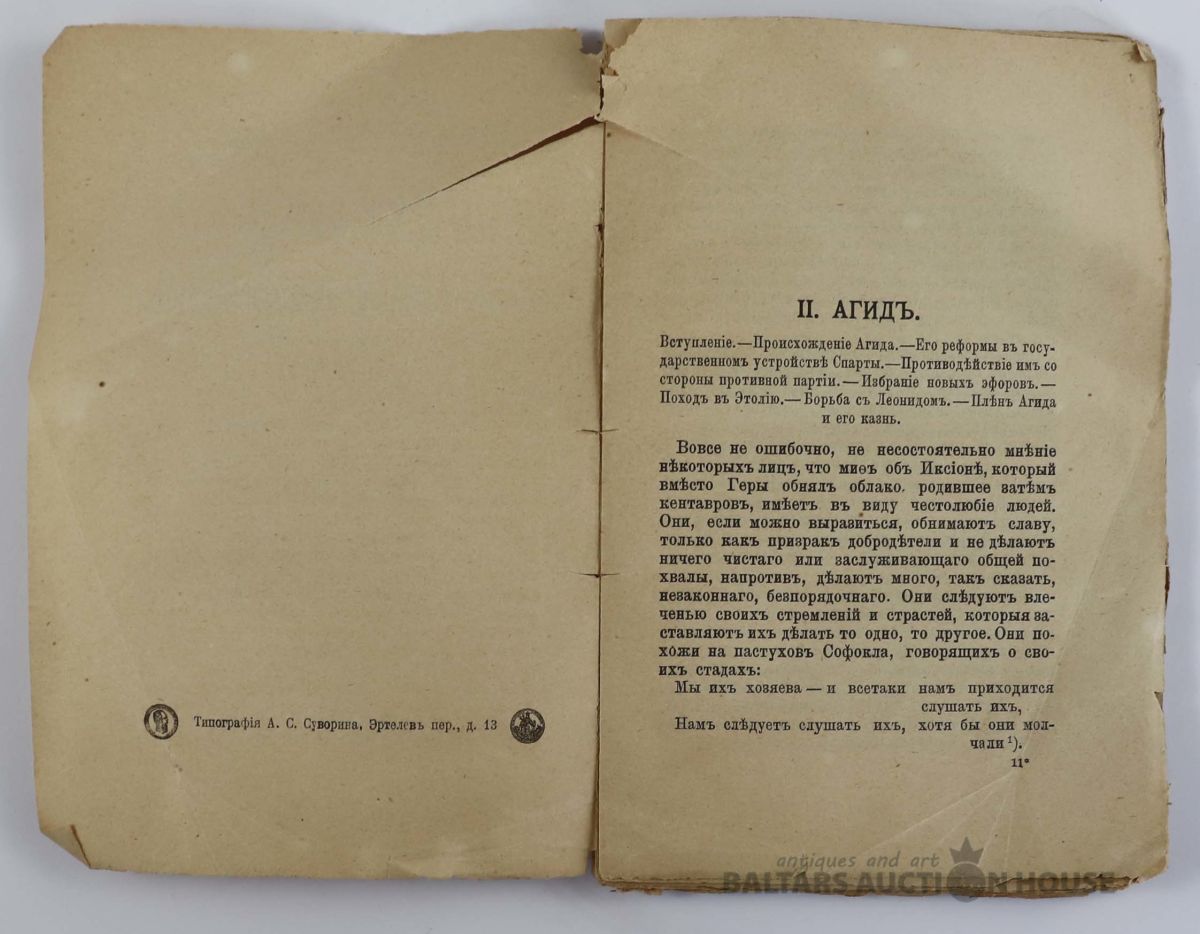 Типографія А. С. Суворина, Эртелевъ пер., д. 13
II. АГИДЪ.
Вступленіе.—Происхожденіе Агида.—Его реформы въ госу-
дарственномъ устройствѣ Спарты.—Противодѣйствіе имъ со
стороны противной партіи.—Избраніе новыхъ эфоровъ.—
Походъ въ Этолію.—Борьба съ Леонидомъ.—Плѣнъ Агида
и его казнь.
Вовсе не ошибочно, не несостоятельно мнѣніе
нѣкоторыхъ лицъ, что миѳъ объ Иксіонѣ, который
вмѣсто Геры обнялъ облако, родившее затѣмъ
кентавровъ, имѣетъ въ виду честолюбіе людей.
Они, если можно выразиться, обнимаютъ славу,
только какъ призракъ добродѣтели и не дѣлаютъ
ничего чистаго или заслуживающаго общей по-
хвалы, напротивъ, дѣлаютъ много, такъ сказать,
незаконнаго, безпорядочнаго. Они слѣдуютъ вле-
ченью своихъ стремленій и страстей, которыя за-
ставляютъ ихъ дѣлать то одно, то другое. Они по-
хожи на пастуховъ Софокла, говорящихъ о сво-
ихъ стадахъ:
Мы ихъ хозяева — и всетаки намъ приходится
слушать ихъ,
Намъ слѣдуетъ слушать ихъ, хотя бы они мол-
чали¹).
11*
antiques and art
BALTARS AUCTION HOUSE